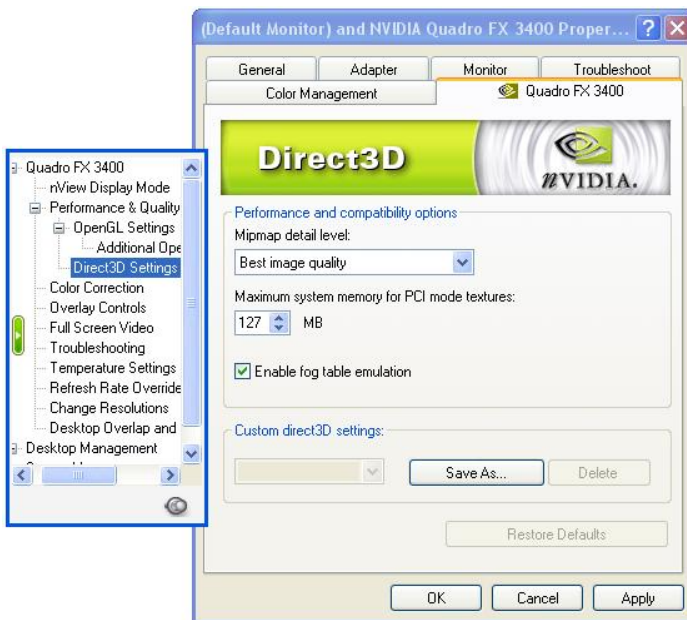 (Default Monitor) and NVIDIA Quadro FX 3400 Proper...
General Adapter Monitor Troubleshoot
Color Management Quadro FX 3400
Direct3D
nVIDIA.
Quadro FX 3400
nView Display Mode
Performance & Quality
OpenGL Settings
Additional Ope
Direct3D Settings
Color Correction
Overlay Controls
Full Screen Video
Troubleshooting
Temperature Settings
Refresh Rate Override
Change Resolutions
Desktop Overlap and
Desktop Management
Performance and compatibility options
Mipmap detail level:
Best image quality
Maximum system memory for PCI mode textures:
127 MB
Enable fog table emulation
Custom direct3D settings:
Save As... Delete
Restore Defaults
OK Cancel Apply